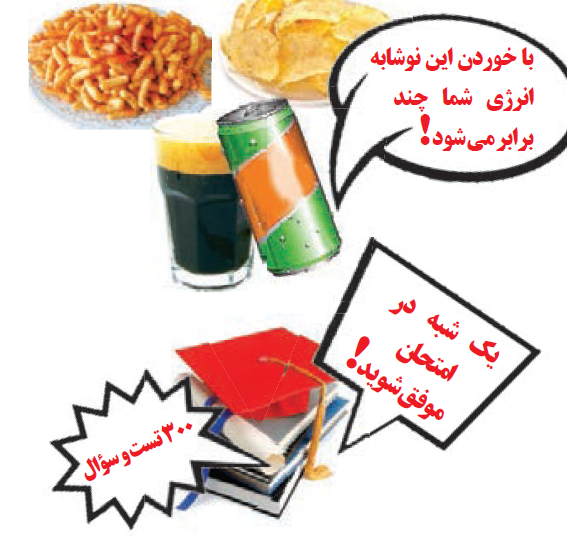 با خوردن این نوشابه
انرژی شما چند
برابر می‌شود!
یک شبه در
امتحان
موفق شوید!
۳۰۰ تست و سؤال